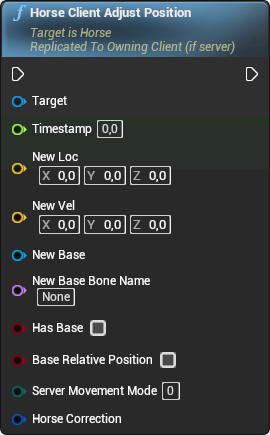 f Horse Client Adjust Position
Target is Horse
Replicated To Owning Client (if server)
Target
Timestamp 0,0
New Loc
X 0,0 Y 0,0 Z 0,0
New Vel
X 0,0 Y 0,0 Z 0,0
New Base
New Base Bone Name
None
Has Base
Base Relative Position
Server Movement Mode 0
Horse Correction